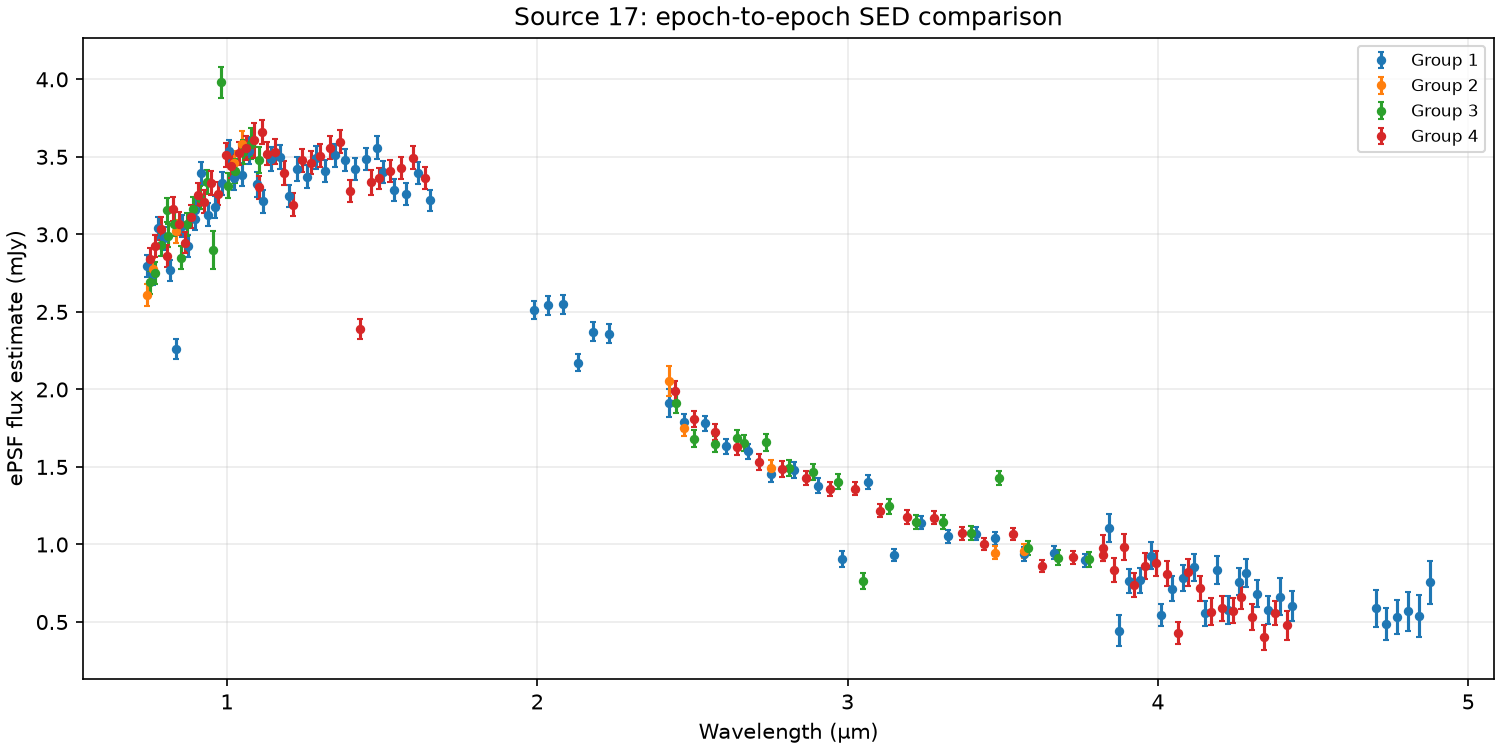 Source 17: epoch-to-epoch SED comparison
Group 1
Group 2
Group 3
Group 4
ePSF flux estimate (mJy)
4.0
3.5
3.0
2.5
2.0
1.5
1.0
0.5
1 2 3 4 5
Wavelength (μm)